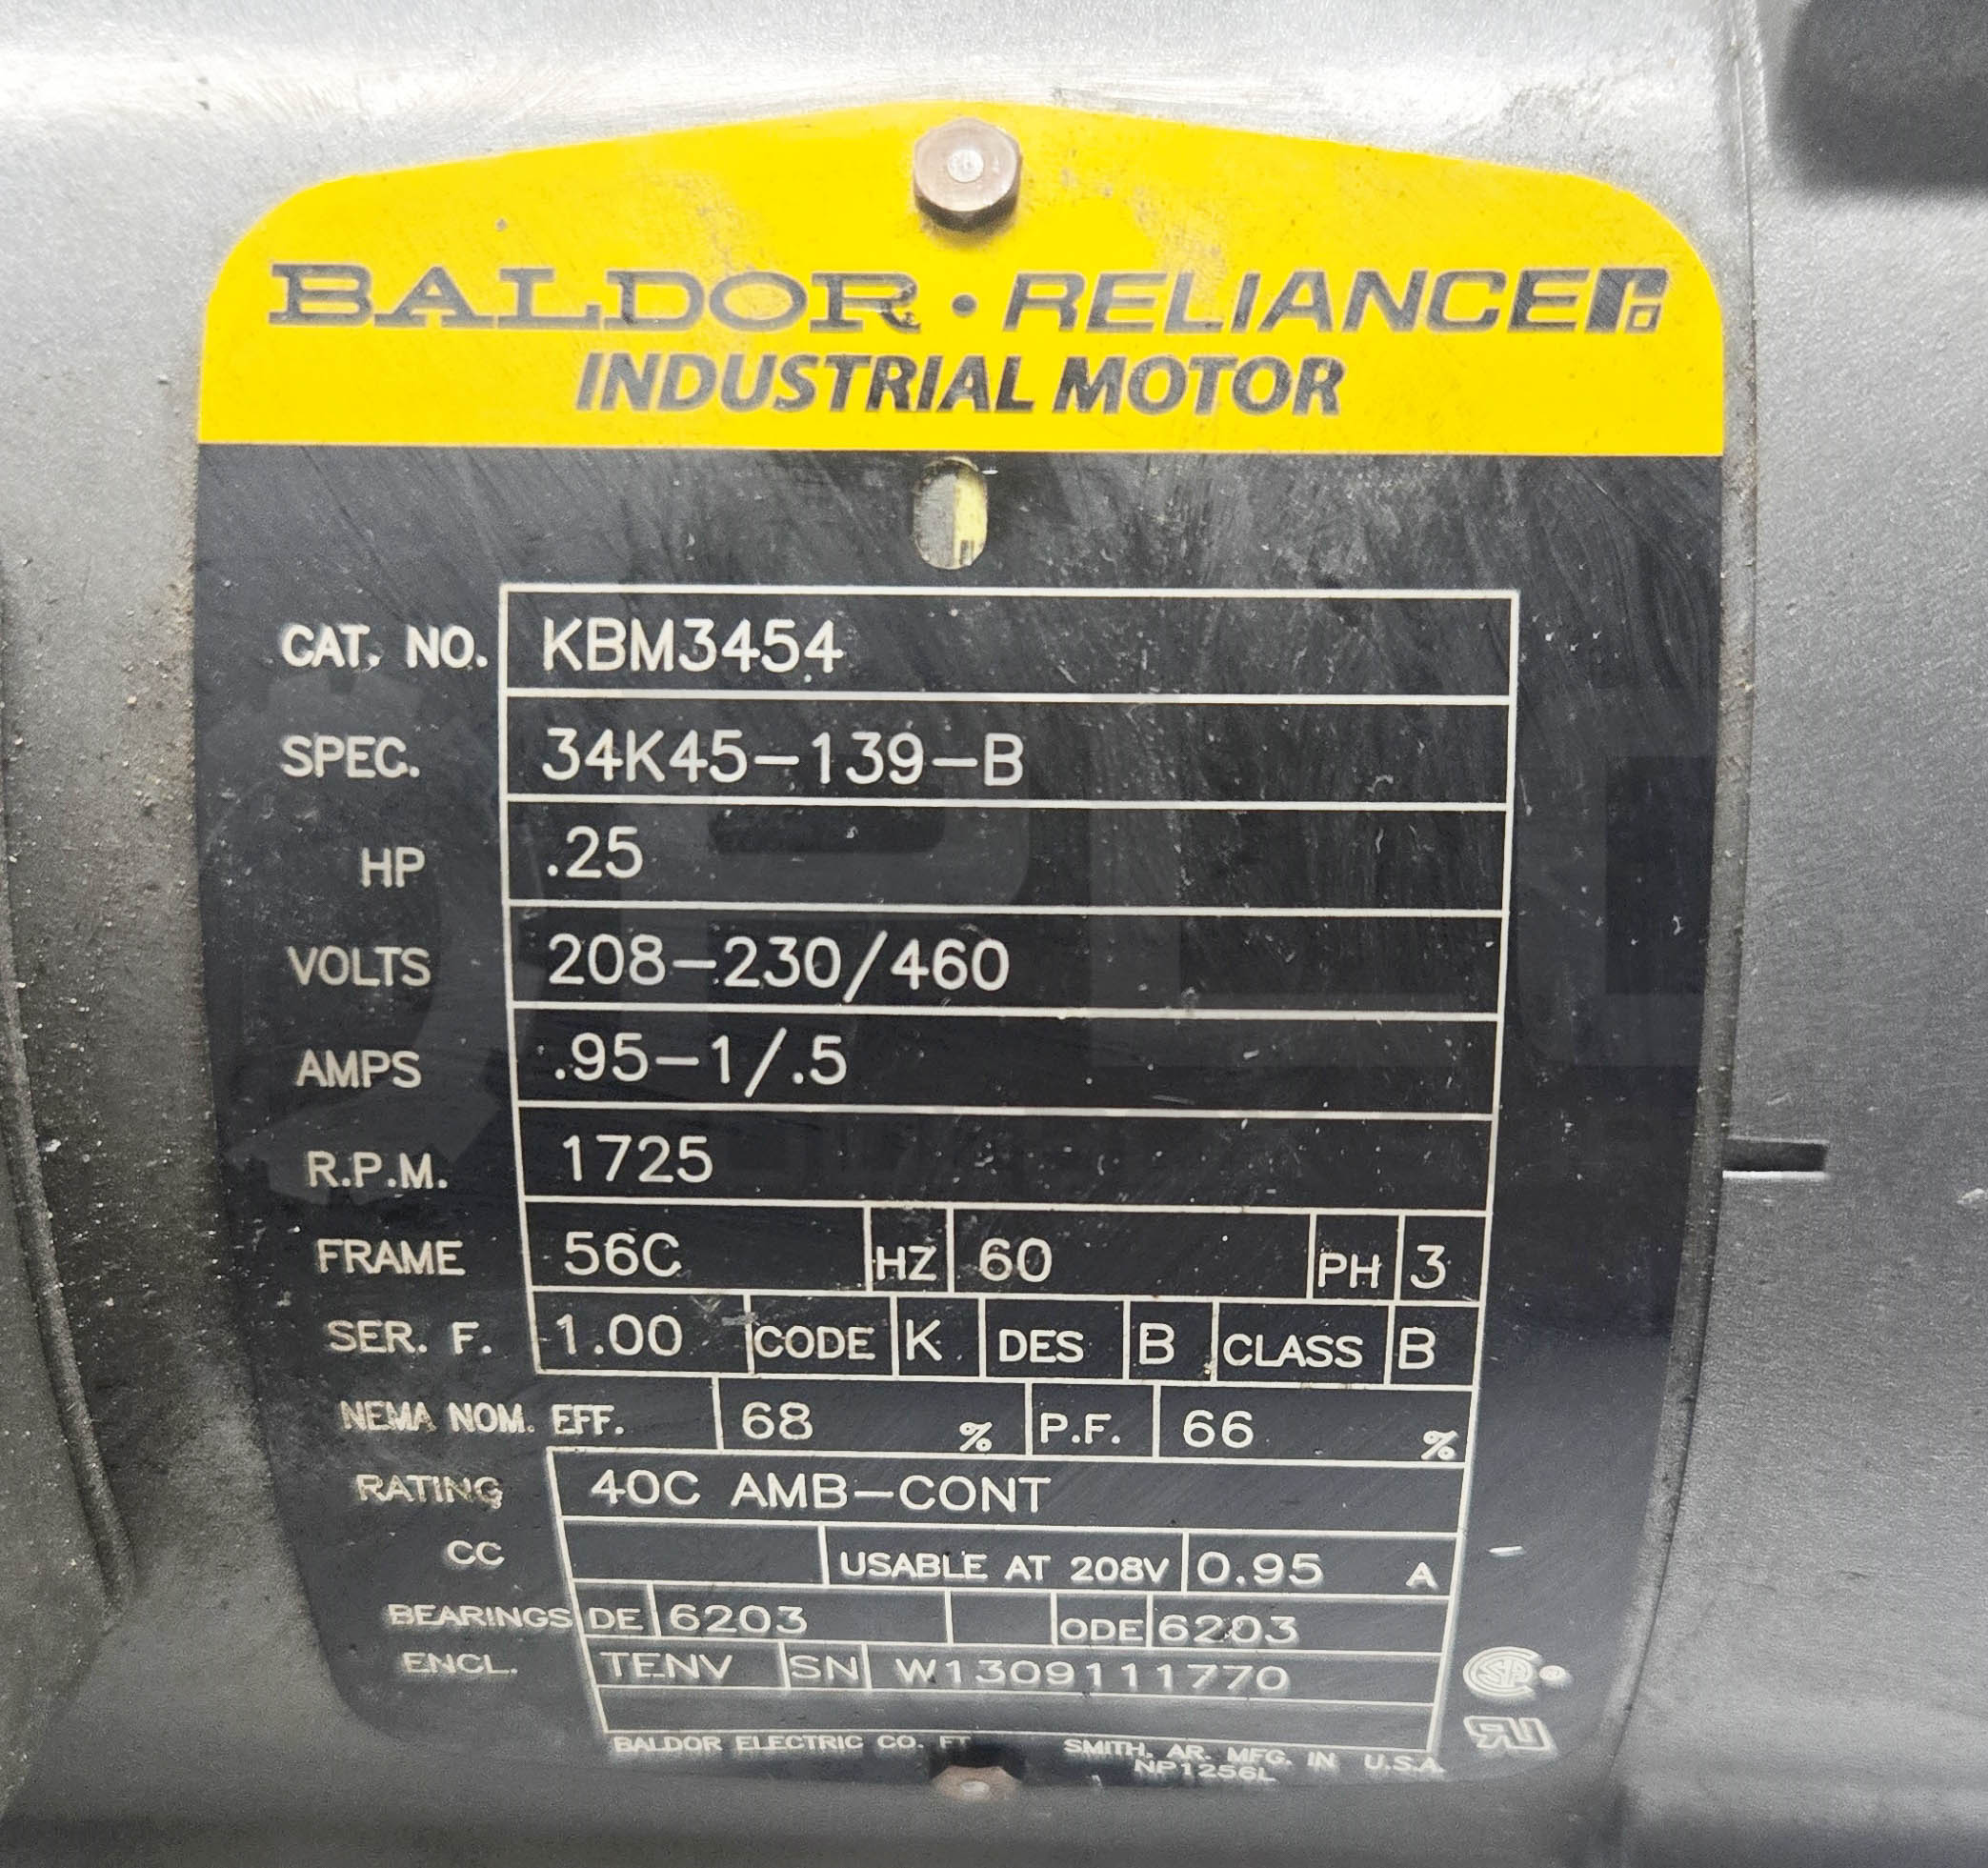 BALDOR • RELIANCE
INDUSTRIAL MOTOR
CAT. NO. KBM3454
SPEC. 34K45-139-B
HP .25
VOLTS 208-230/460
AMPS .95-1/.5
R.P.M. 1725
FRAME 56C HZ 60 PH 3
SER. F. 1.00 CODE K DES B CLASS B
NEMA NOM. EFF. 68 % P.F. 66 %
RATING 40C AMB-CONT
CC USABLE AT 208V 0.95 A
BEARINGS DE 6203 ODE 6203
ENCL. TENV SN W1309111770
BALDOR ELECTRIC CO. FT SMITH, AR. MFG. IN U.S.A.
NP1256L